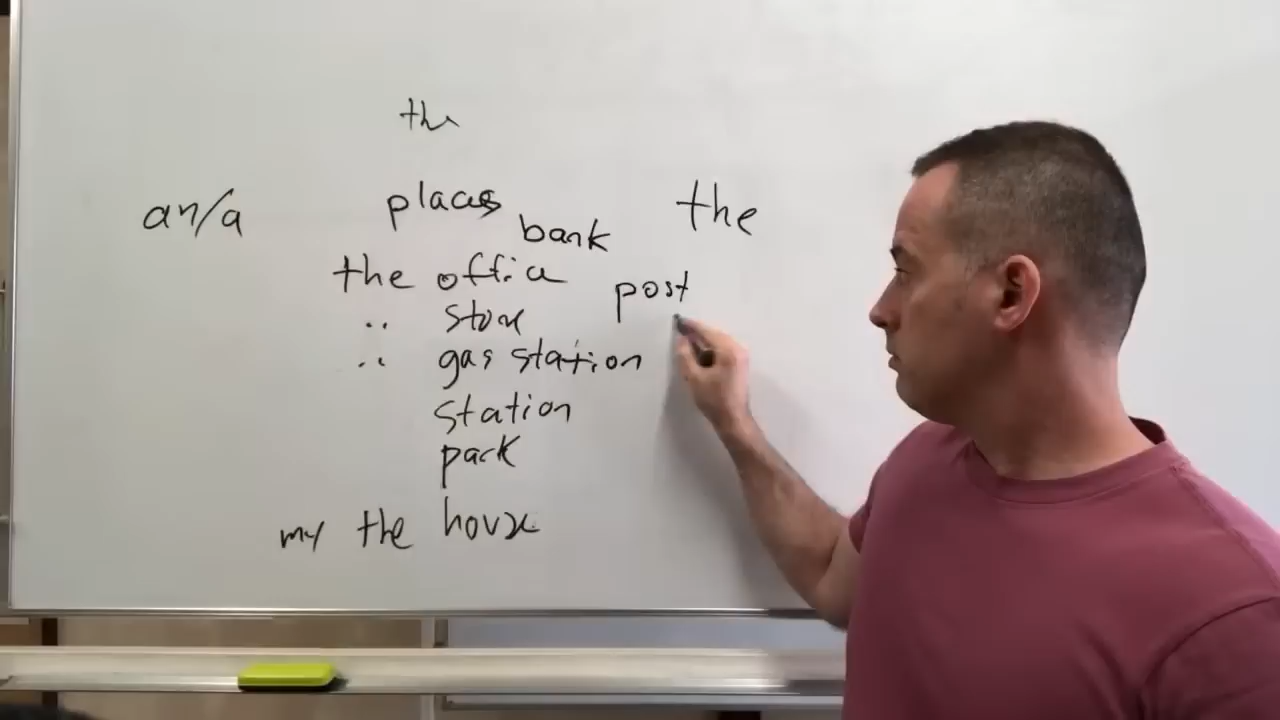 the
an/a places the
bank
the office
post
" store
" gas station
station
park
my the house